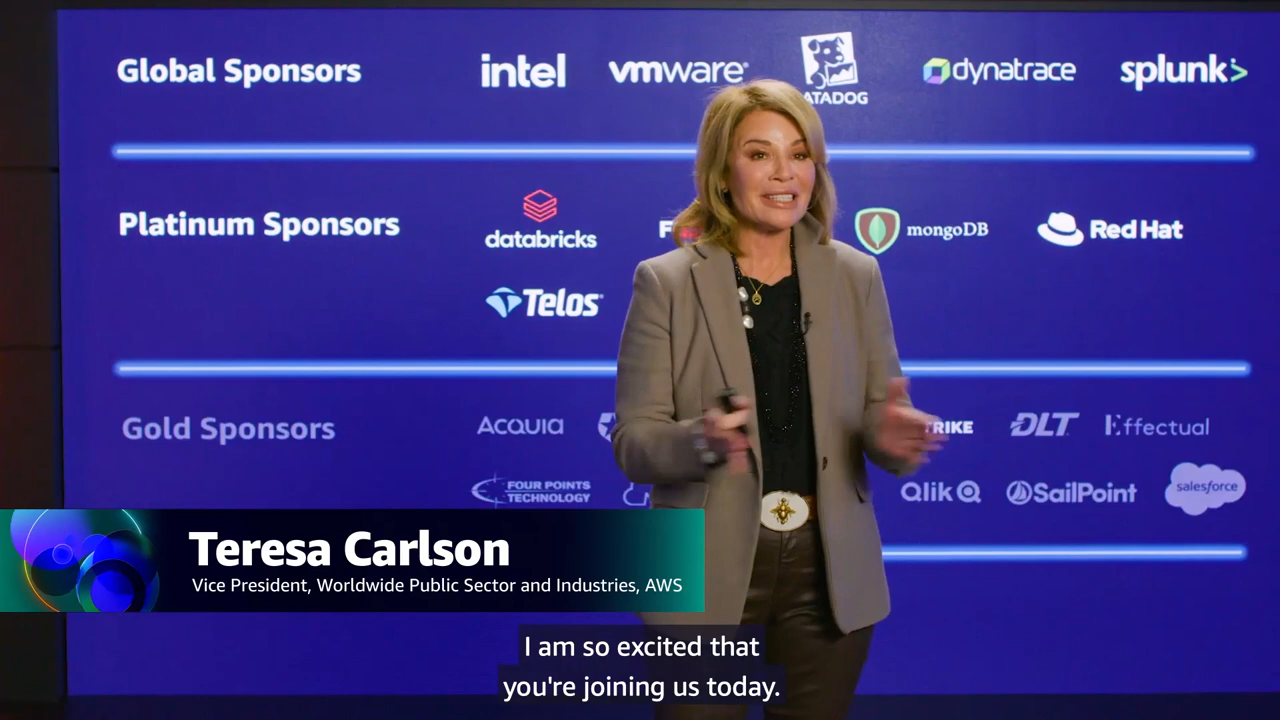 Global Sponsors
intel vmware® dynatrace splunk>
Platinum Sponsors
databricks mongoDB Red Hat
Telos®
Gold Sponsors
ACQUIA DLT Effectual
FOUR POINTS TECHNOLOGY Qlik SailPoint salesforce
Teresa Carlson
Vice President, Worldwide Public Sector and Industries, AWS
I am so excited that
you're joining us today.